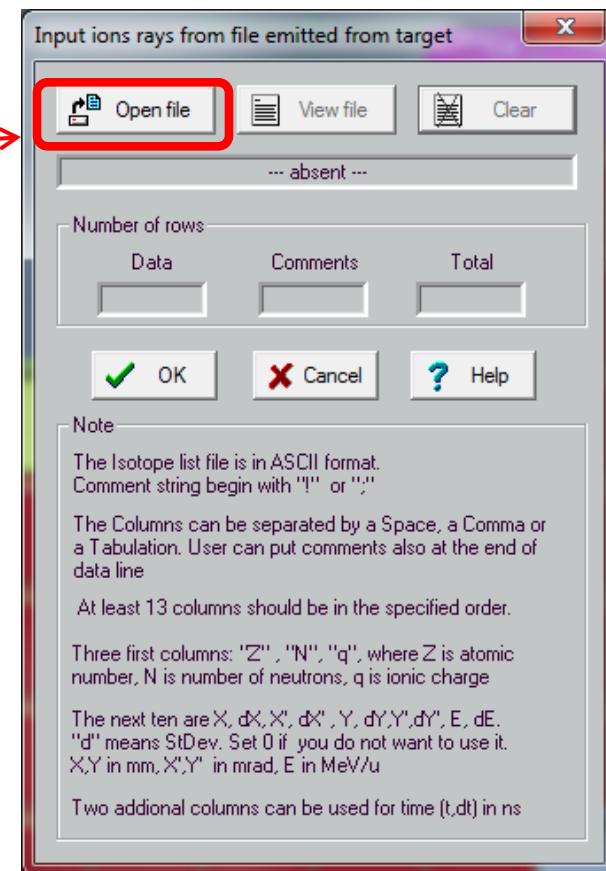 Input ions rays from file emitted from target
Open file View file Clear
--- absent ---
Number of rows
Data Comments Total
OK Cancel ? Help
Note
The Isotope list file is in ASCII format.
Comment string begin with "!" or ";"
The Columns can be separated by a Space, a Comma or
a Tabulation. User can put comments also at the end of
data line
At least 13 columns should be in the specified order.
Three first columns: "Z" , "N", "q", where Z is atomic
number, N is number of neutrons, q is ionic charge
The next ten are X, dX, X', dX' , Y, dY,Y',dY', E, dE.
"d" means StDev. Set 0 if you do not want to use it.
X,Y in mm, X',Y' in mrad, E in MeV/u
Two addional columns can be used for time (t,dt) in ns